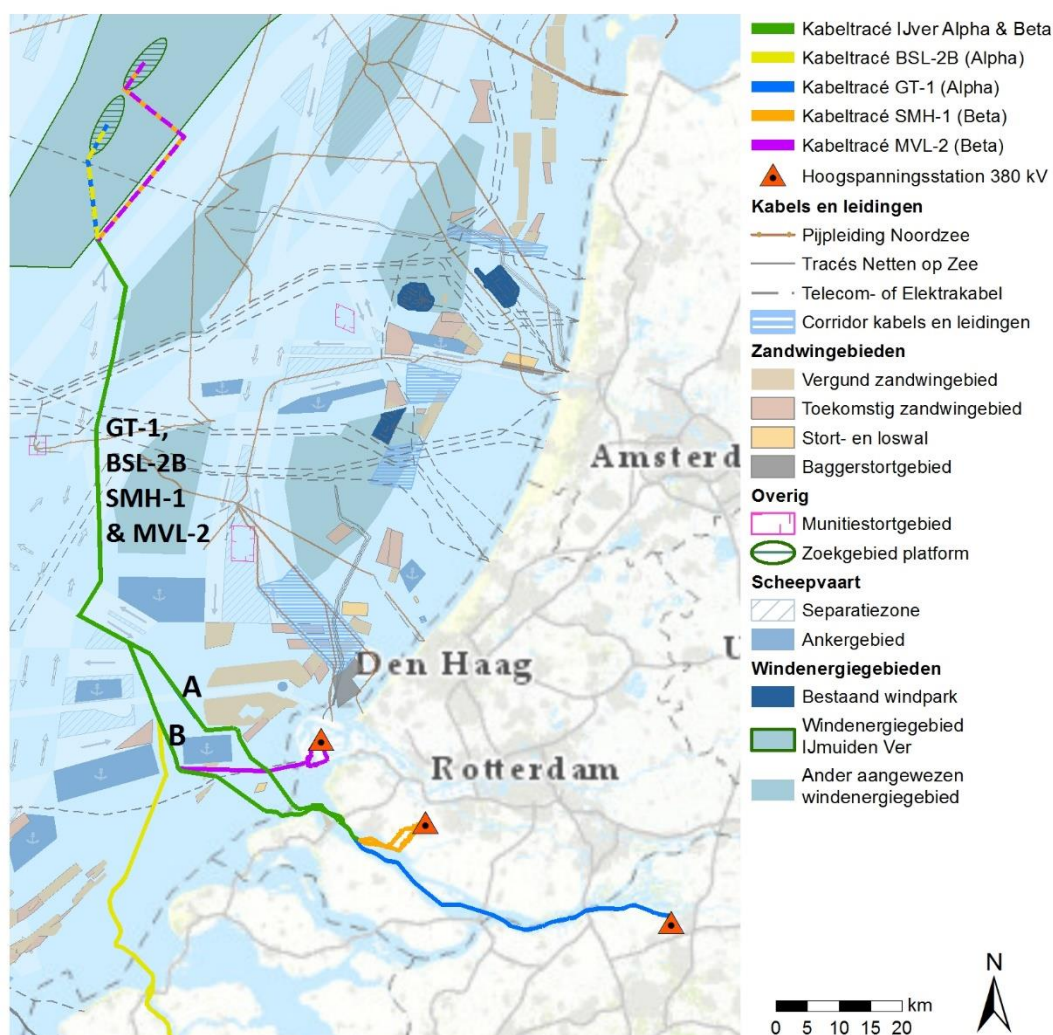 GT-1,
BSL-2B
SMH-1
& MVL-2
A
B
Amsterd
Den Haag
U
Rotterdam
Kabeltracé IJver Alpha & Beta
Kabeltracé BSL-2B (Alpha)
Kabeltracé GT-1 (Alpha)
Kabeltracé SMH-1 (Beta)
Kabeltracé MVL-2 (Beta)
Hoogspanningsstation 380 kV
Kabels en leidingen
Pijpleiding Noordzee
Tracés Netten op Zee
Telecom- of Elektrakabel
Corridor kabels en leidingen
Zandwingebieden
Vergund zandwingebied
Toekomstig zandwingebied
Stort- en loswal
Baggerstortgebied
Overig
Munitiestortgebied
Zoekgebied platform
Scheepvaart
Separatiezone
Ankergebied
Windenergiegebieden
Bestaand windpark
Windenergiegebied
IJmuiden Ver
Ander aangewezen
windenergiegebied
N
km
0 5 10 15 20